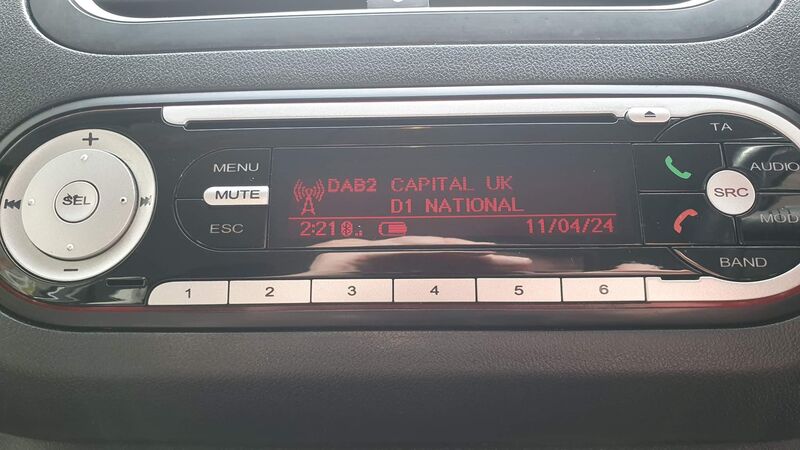 TA
MENU
AUDIO
MUTE
DAB2 CAPITAL UK
SRC
SEL
D1 NATIONAL
MOD
ESC
2:21
11/04/24
+
-
BAND
1 2 3 4 5 6